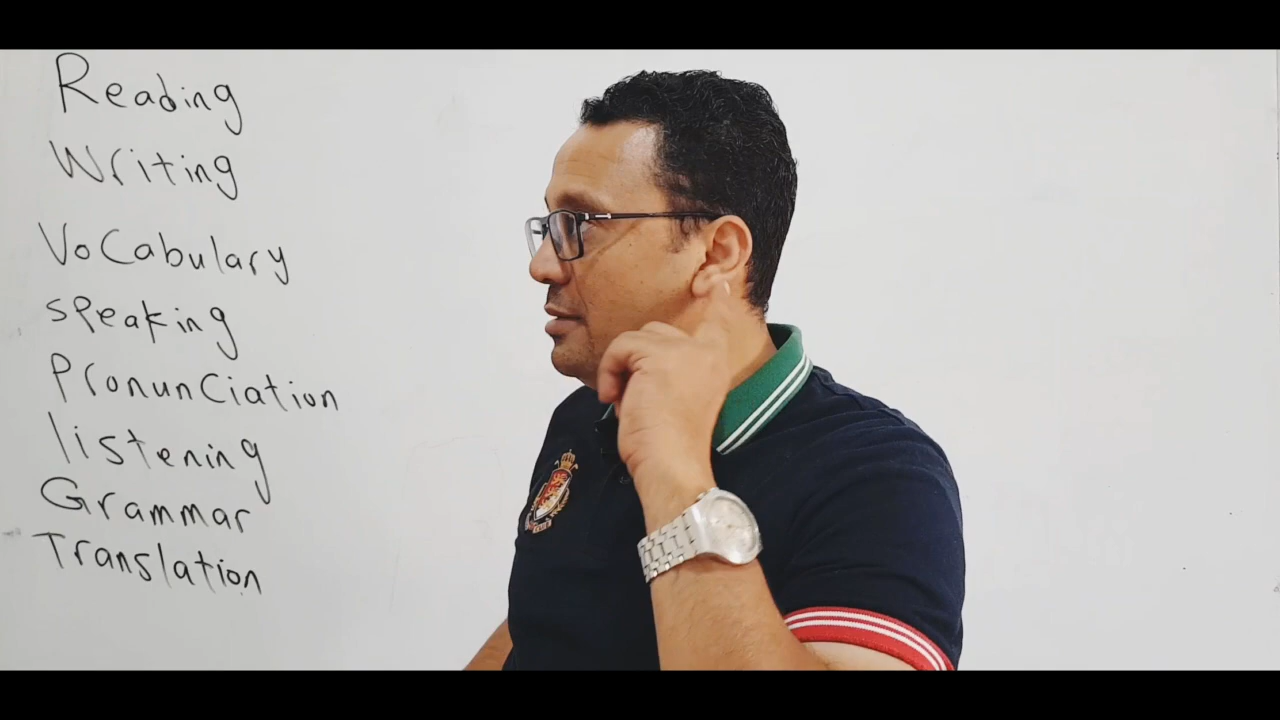 Reading
Writing
Vocabulary
speaking
Pronunciation
listening
Grammar
Translation